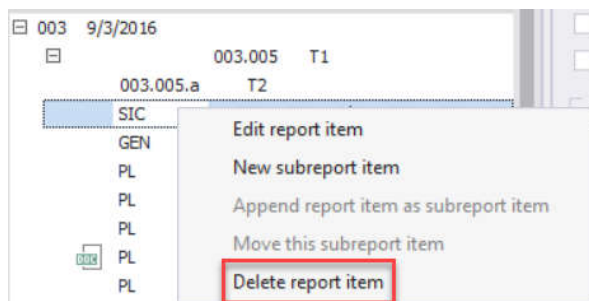 003 9/3/2016
003.005 T1
003.005.a T2
SIC
Edit report item
GEN
New subreport item
PL
PL
Append report item as subreport item
PL
Move this subreport item
DOC PL
PL
Delete report item